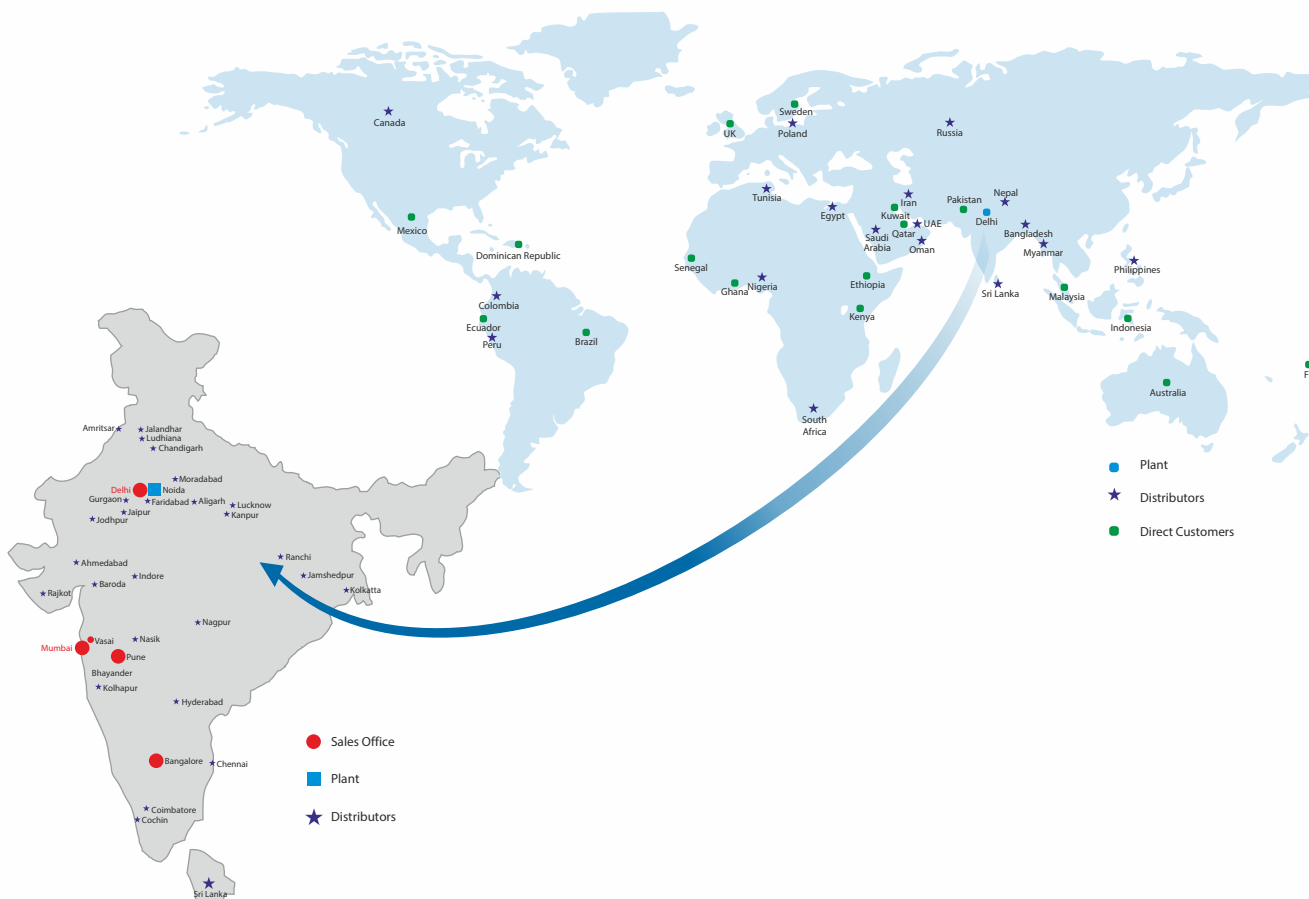 Canada
Sweden
UK
Poland
Russia
Tunisia
Egypt
Iran
Kuwait
Qatar
UAE
Saudi
Arabia
Oman
Pakistan
Nepal
Delhi
Bangladesh
Myanmar
Mexico
Dominican Republic
Senegal
Ghana
Nigeria
Ethiopia
Kenya
Sri Lanka
Malaysia
Philippines
Indonesia
Colombia
Ecuador
Peru
Brazil
South
Africa
Australia
F
Plant
Distributors
Direct Customers
Amritsar
Jalandhar
Ludhiana
Chandigarh
Moradabad
Delhi
Noida
Gurgaon
Faridabad
Aligarh
Lucknow
Jaipur
Kanpur
Jodhpur
Ahmedabad
Ranchi
Indore
Jamshedpur
Baroda
Rajkot
Kolkatta
Nagpur
Vasai
Nasik
Mumbai
Pune
Bhayander
Kolhapur
Hyderabad
Bangalore
Chennai
Coimbatore
Cochin
Sri Lanka
Sales Office
Plant
Distributors